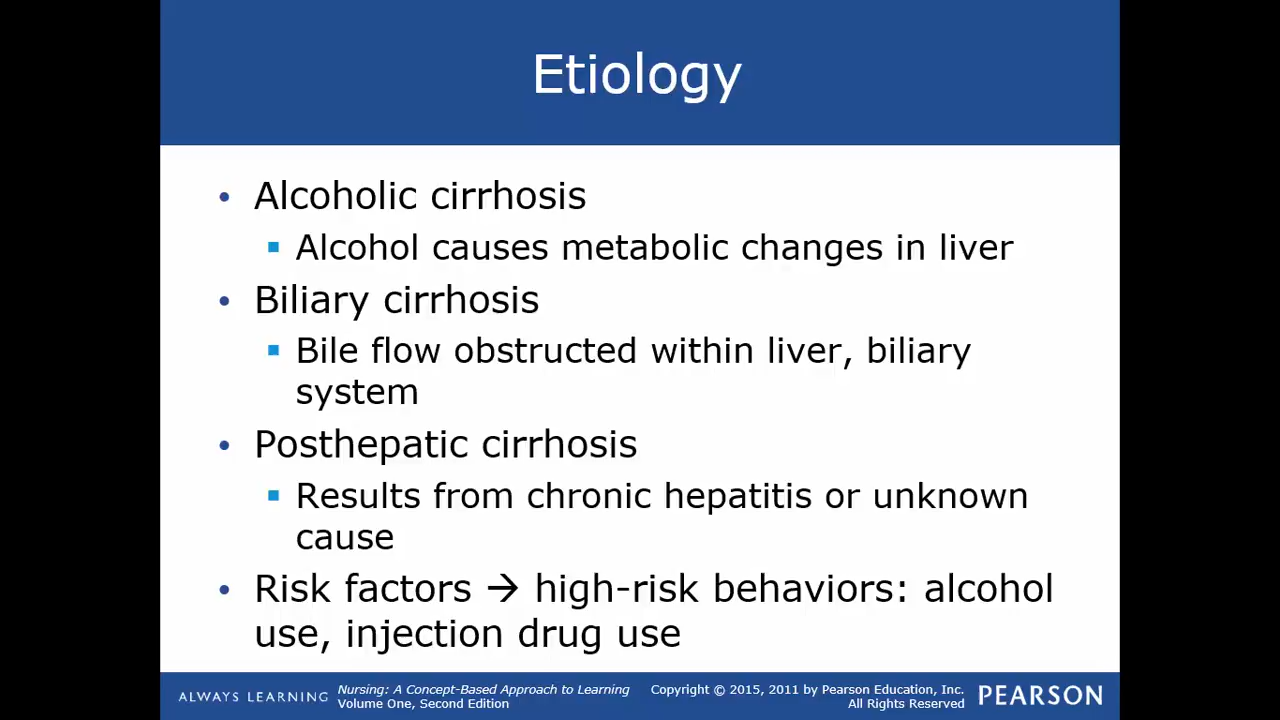 Etiology
• Alcoholic cirrhosis
▪ Alcohol causes metabolic changes in liver
• Biliary cirrhosis
▪ Bile flow obstructed within liver, biliary
system
• Posthepatic cirrhosis
▪ Results from chronic hepatitis or unknown
cause
• Risk factors → high-risk behaviors: alcohol
use, injection drug use
ALWAYS LEARNING
Nursing: A Concept-Based Approach to Learning
Volume One, Second Edition
Copyright © 2015, 2011 by Pearson Education, Inc.
All Rights Reserved
PEARSON